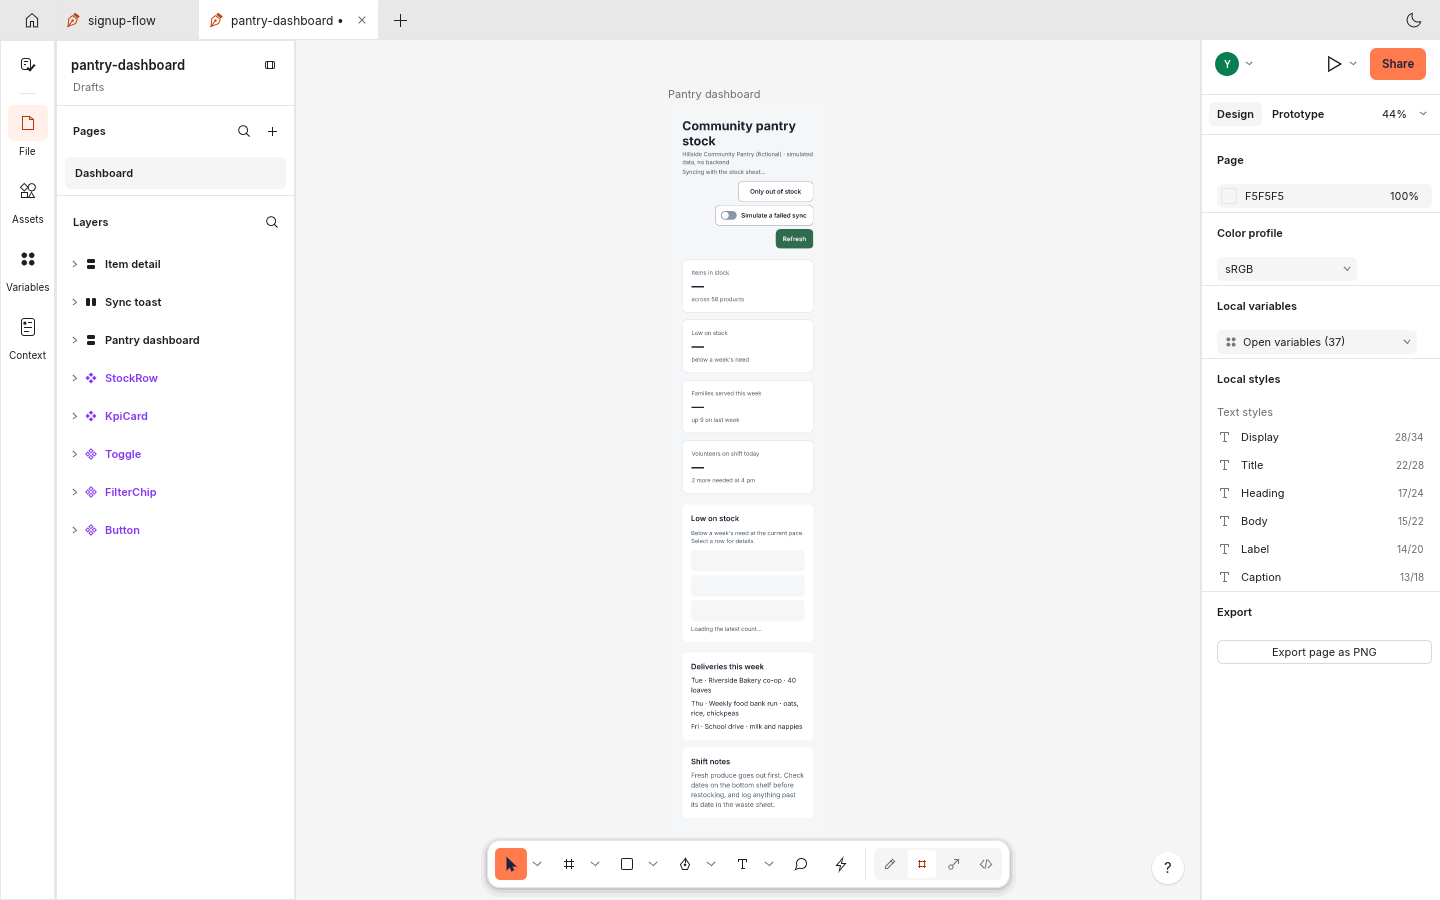 signup-flow
pantry-dashboard •
pantry-dashboard
Drafts
File
Assets
Variables
Context
Pages
Dashboard
Layers
Item detail
Sync toast
Pantry dashboard
StockRow
KpiCard
Toggle
FilterChip
Button
Pantry dashboard
Community pantry
stock
Hillside Community Pantry (fictional) · simulated
data, no backend
Syncing with the stock sheet...
Only out of stock
Simulate a failed sync
Refresh
Items in stock
—
across 58 products
Low on stock
—
below a week's need
Families served this week
—
up 9 on last week
Volunteers on shift today
—
2 more needed at 4 pm
Low on stock
Below a week's need at the current pace.
Select a row for details.
Loading the latest count...
Deliveries this week
Tue · Riverside Bakery co-op · 40
loaves
Thu · Weekly food bank run · oats,
rice, chickpeas
Fri · School drive · milk and nappies
Shift notes
Fresh produce goes out first. Check
dates on the bottom shelf before
restocking, and log anything past
its date in the waste sheet.
Y
Share
Design
Prototype
44%
Page
F5F5F5
100%
Color profile
sRGB
Local variables
Open variables (37)
Local styles
Text styles
Display 28/34
Title 22/28
Heading 17/24
Body 15/22
Label 14/20
Caption 13/18
Export
Export page as PNG
?